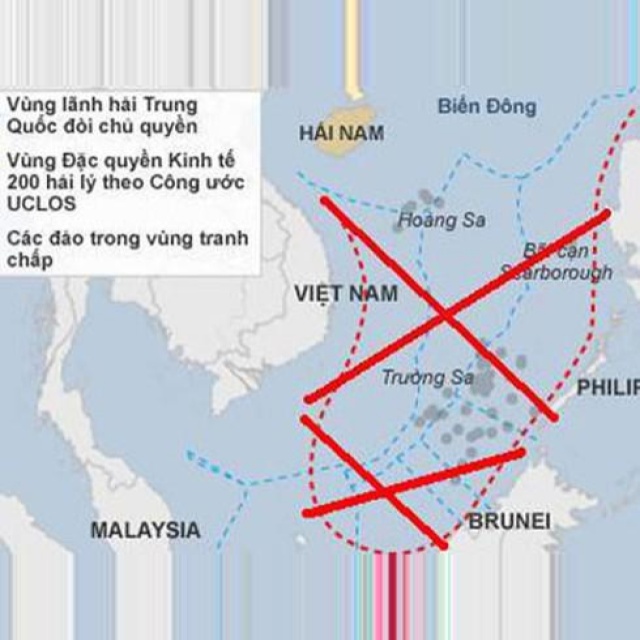 Vùng lãnh hải Trung
Quốc đòi chủ quyền
Vùng Đặc quyền Kinh tế
200 hải lý theo Công ước
UCLOS
Các đảo trong vùng tranh
chấp
Biển Đông
HẢI NAM
Hoàng Sa
Bãi cạn
Scarborough
VIỆT NAM
Trường Sa
PHILIP
MALAYSIA
BRUNEI